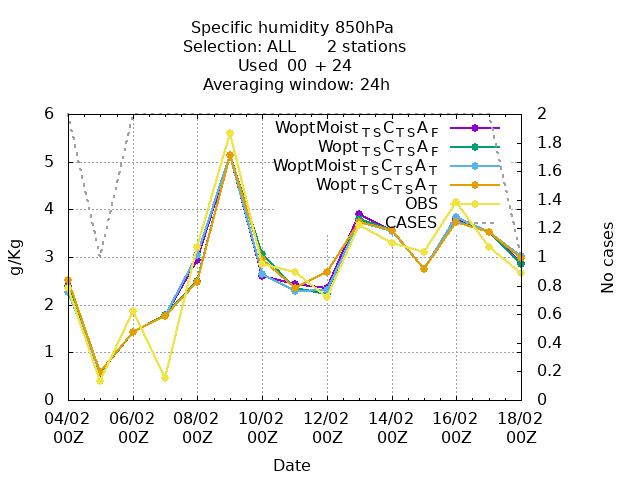 Specific humidity 850hPa
Selection: ALL 2 stations
Used 00 + 24
Averaging window: 24h
WoptMoist TS C TS A F
Wopt TS C TS A F
WoptMoist TS C TS A T
Wopt TS C TS A T
OBS
CASES
6
5
4
3
2
1
0
g/Kg
2
1.8
1.6
1.4
1.2
1
0.8
0.6
0.4
0.2
0
No cases
04/02 06/02 08/02 10/02 12/02 14/02 16/02 18/02
00Z 00Z 00Z 00Z 00Z 00Z 00Z 00Z
Date